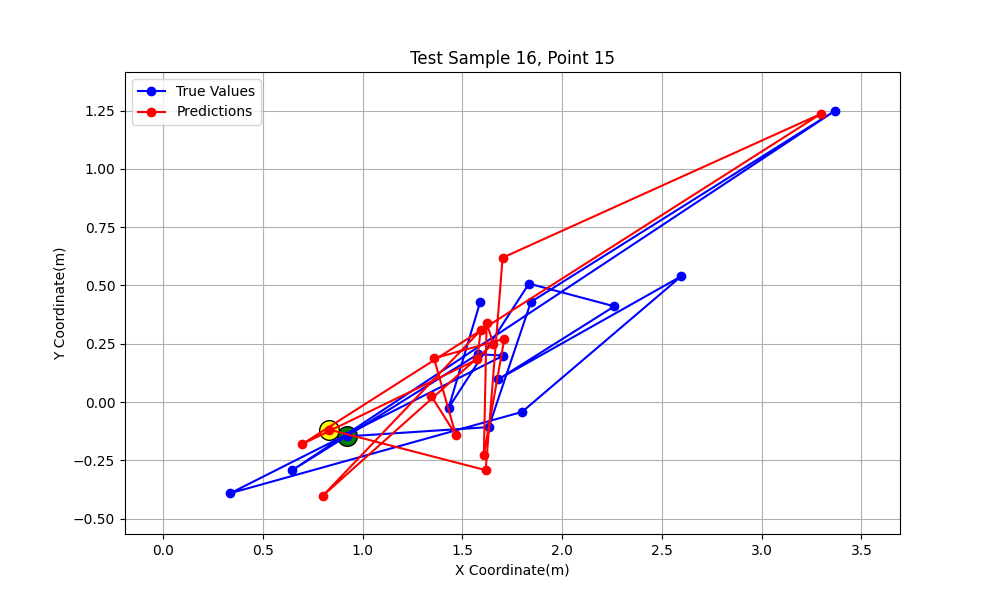 Test Sample 16, Point 15
True Values
Predictions
1.25
1.00
0.75
0.50
0.25
0.00
−0.25
−0.50
Y Coordinate(m)
0.0 0.5 1.0 1.5 2.0 2.5 3.0 3.5
X Coordinate(m)